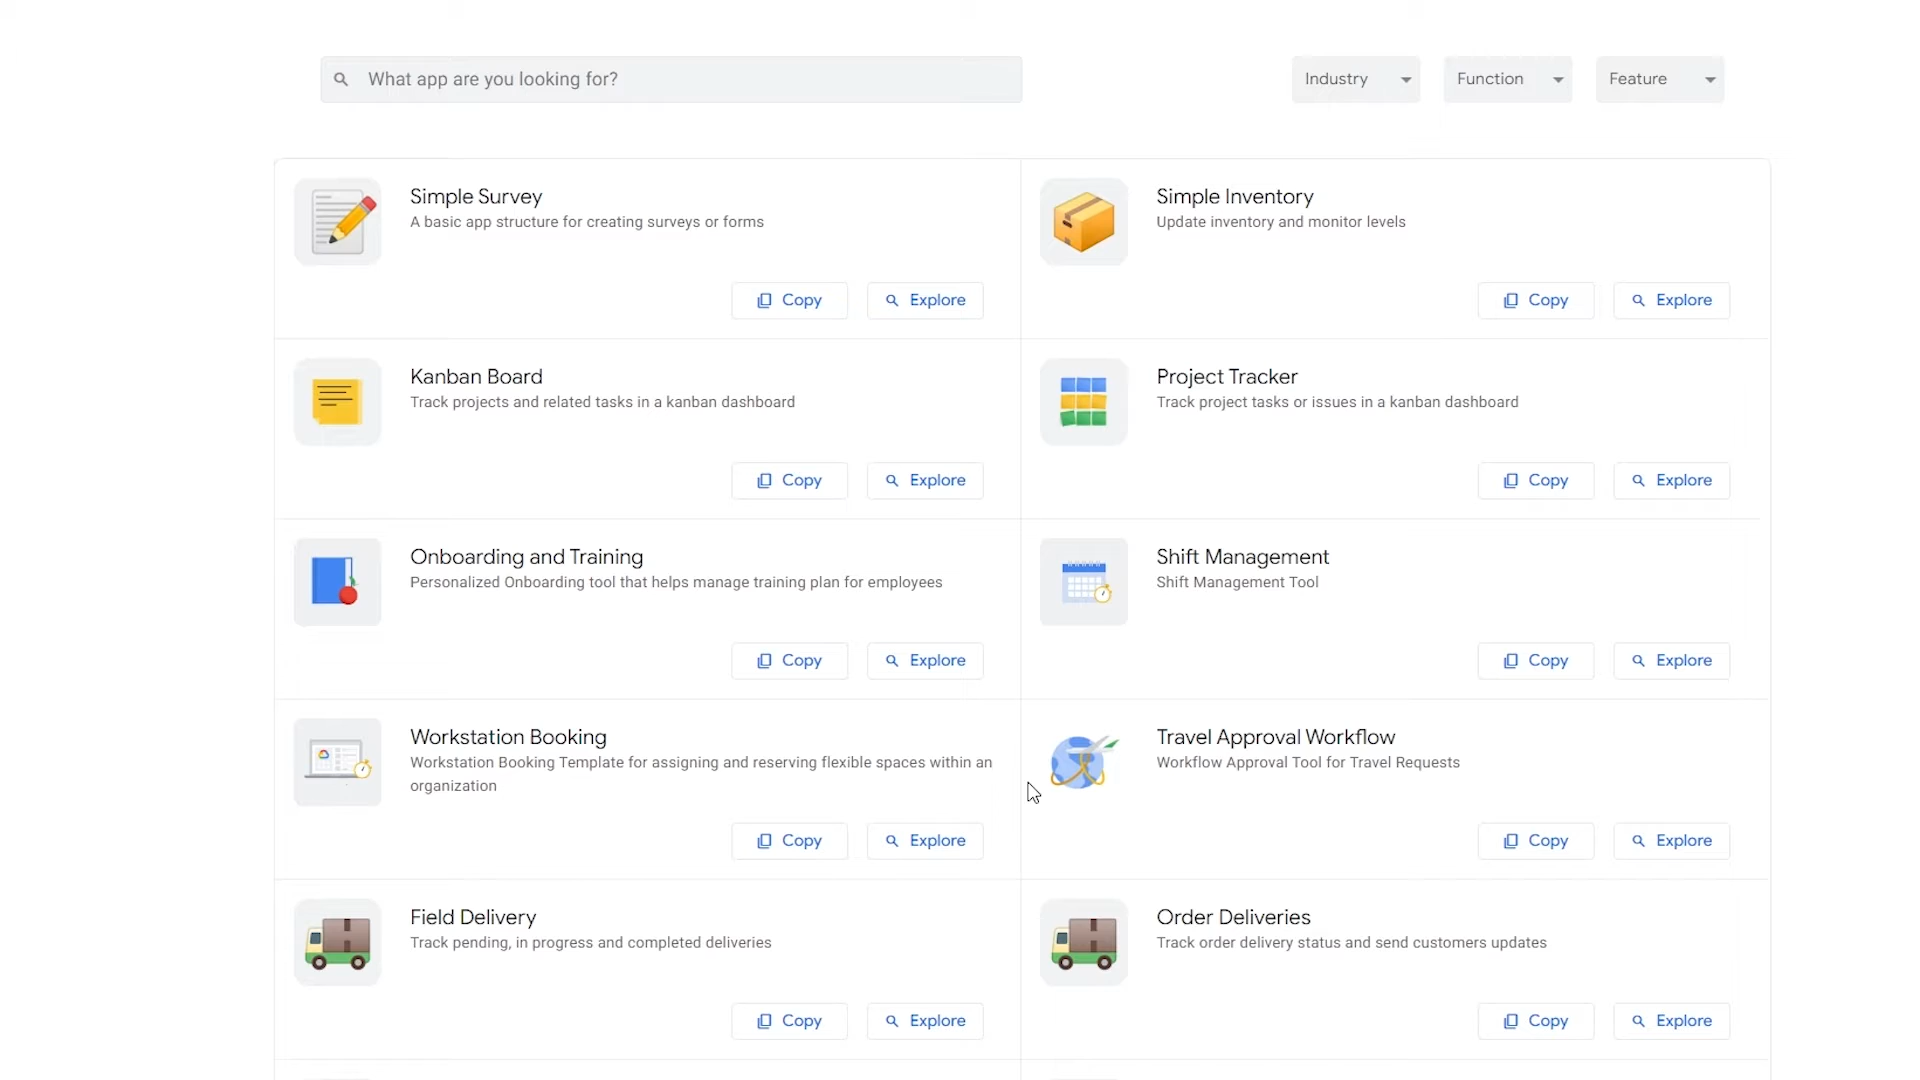 What app are you looking for?
Industry
Function
Feature
Simple Survey
A basic app structure for creating surveys or forms
Copy
Explore
Simple Inventory
Update inventory and monitor levels
Copy
Explore
Kanban Board
Track projects and related tasks in a kanban dashboard
Copy
Explore
Project Tracker
Track project tasks or issues in a kanban dashboard
Copy
Explore
Onboarding and Training
Personalized Onboarding tool that helps manage training plan for employees
Copy
Explore
Shift Management
Shift Management Tool
Copy
Explore
Workstation Booking
Workstation Booking Template for assigning and reserving flexible spaces within an
organization
Copy
Explore
Travel Approval Workflow
Workflow Approval Tool for Travel Requests
Copy
Explore
Field Delivery
Track pending, in progress and completed deliveries
Copy
Explore
Order Deliveries
Track order delivery status and send customers updates
Copy
Explore